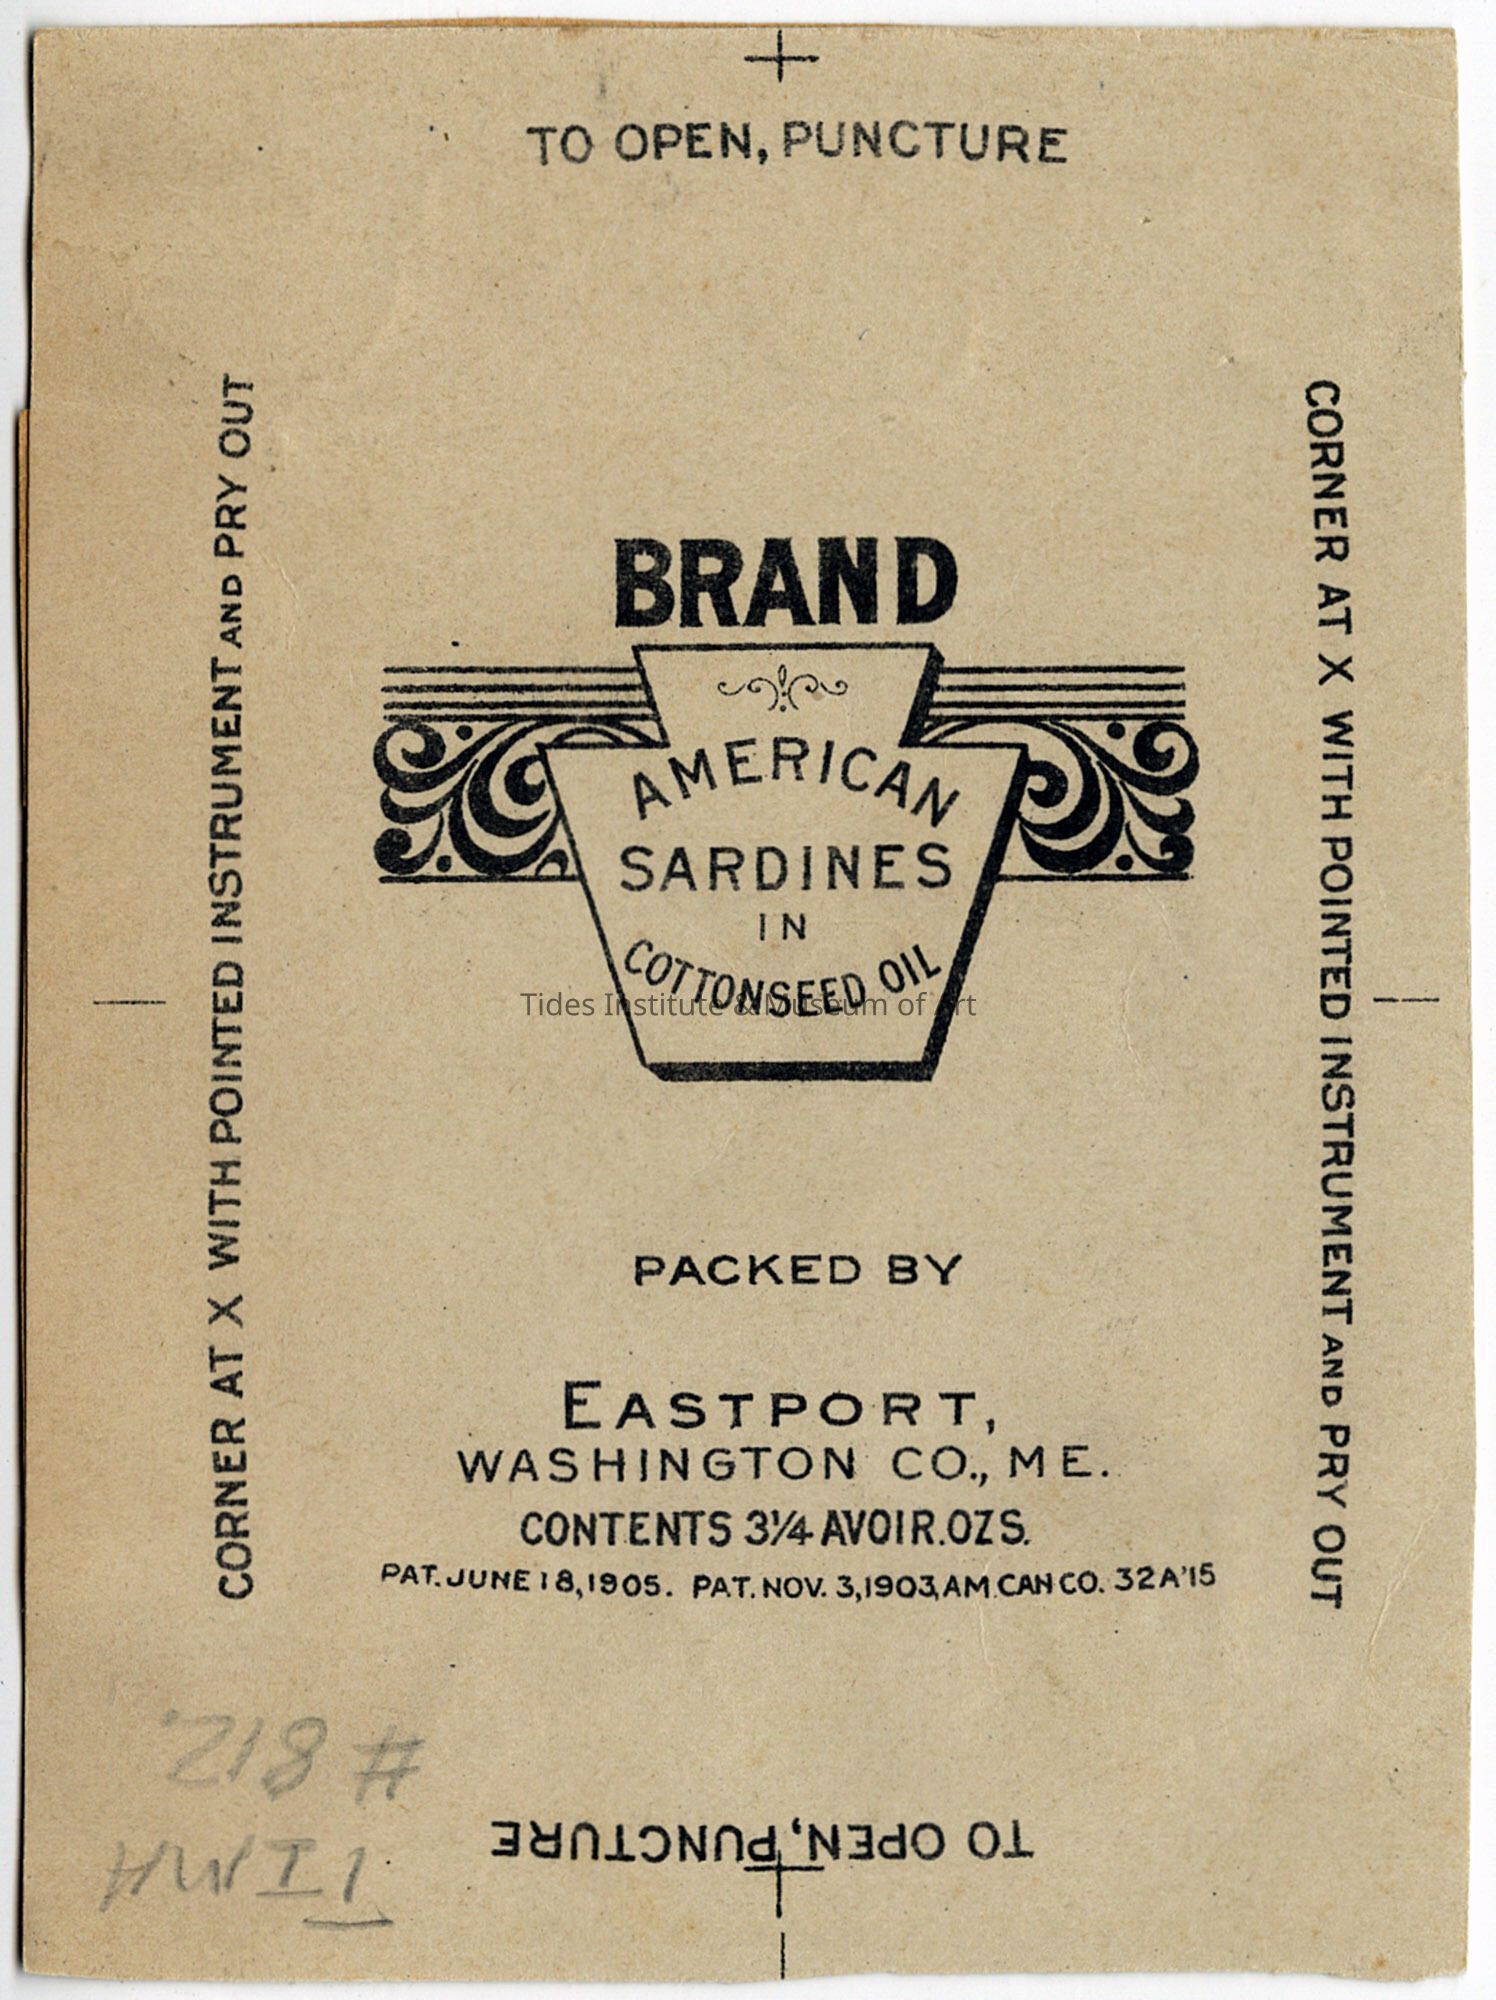 TO OPEN, PUNCTURE
CORNER AT X WITH POINTED INSTRUMENT AND PRY OUT
CORNER AT X WITH POINTED INSTRUMENT AND PRY OUT
BRAND
AMERICAN
SARDINES
IN
COTTONSEED OIL
Tides Institute & Museum of Art
PACKED BY
EASTPORT,
WASHINGTON CO., ME.
CONTENTS 3¼ AVOIR.OZS.
PAT. JUNE 18, 1905. PAT. NOV. 3, 1903, AM. CAN CO. 32A'15
# 812.
TO OPEN, PUNCTURE